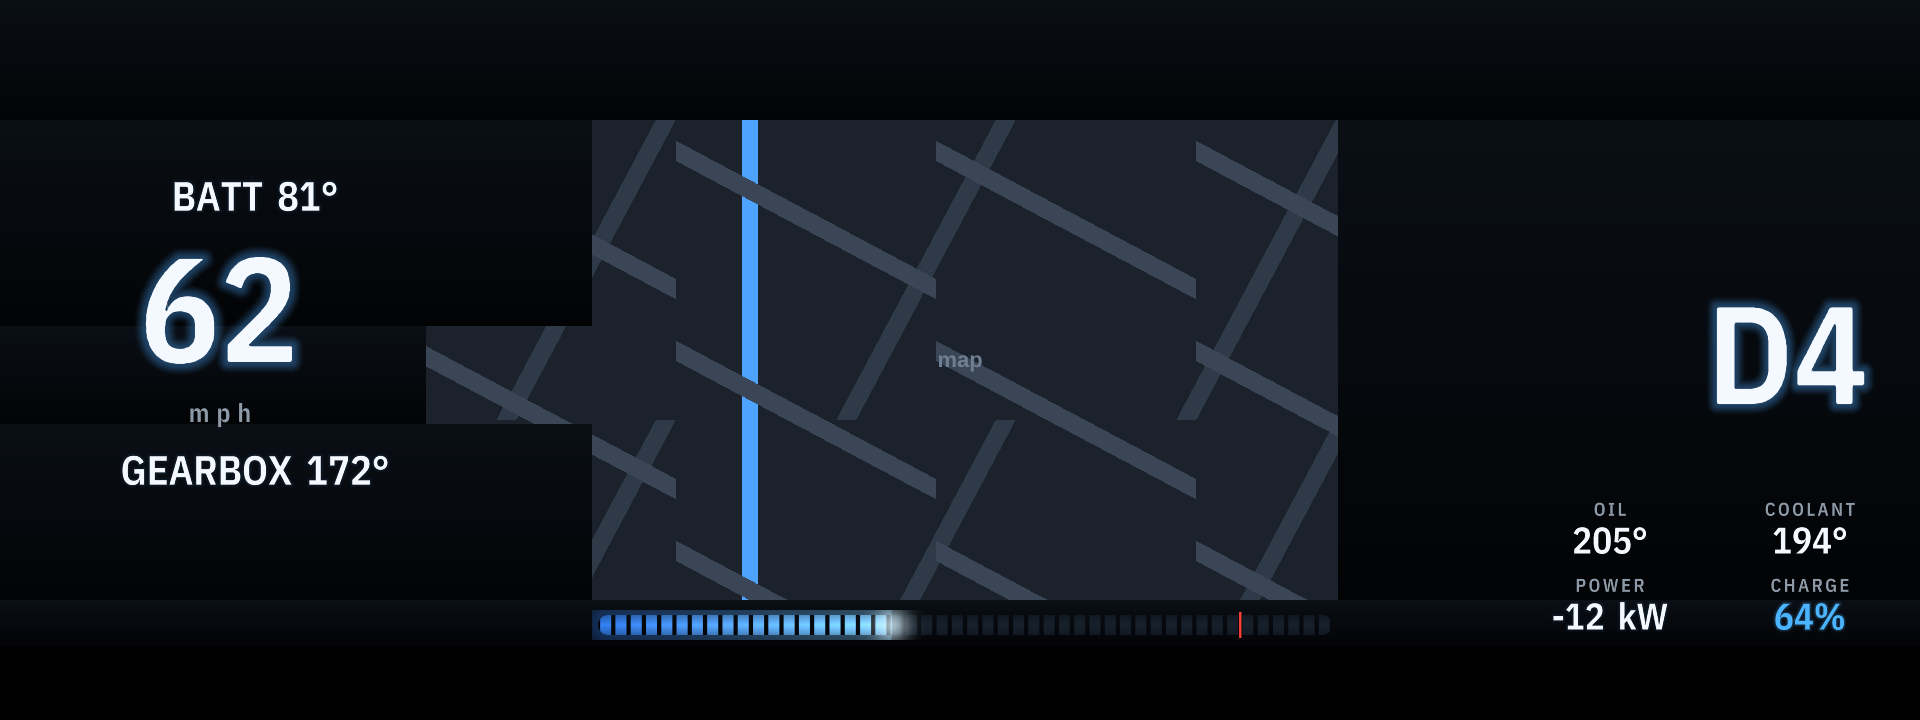 BATT 81°
62
mph
GEARBOX 172°
map
D4
OIL
205°
COOLANT
194°
POWER
-12 kW
CHARGE
64%